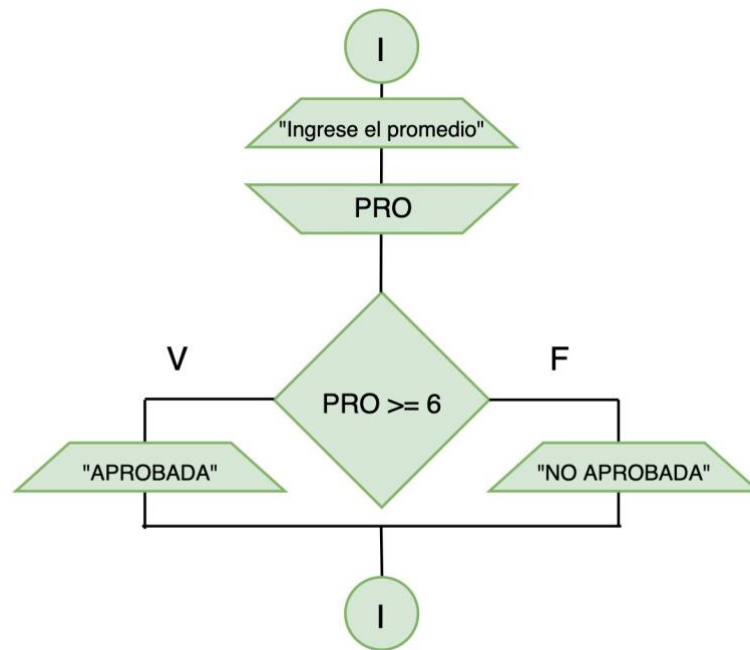 I
"Ingrese el promedio"
PRO
V
F
PRO >= 6
"APROBADA"
"NO APROBADA"
I